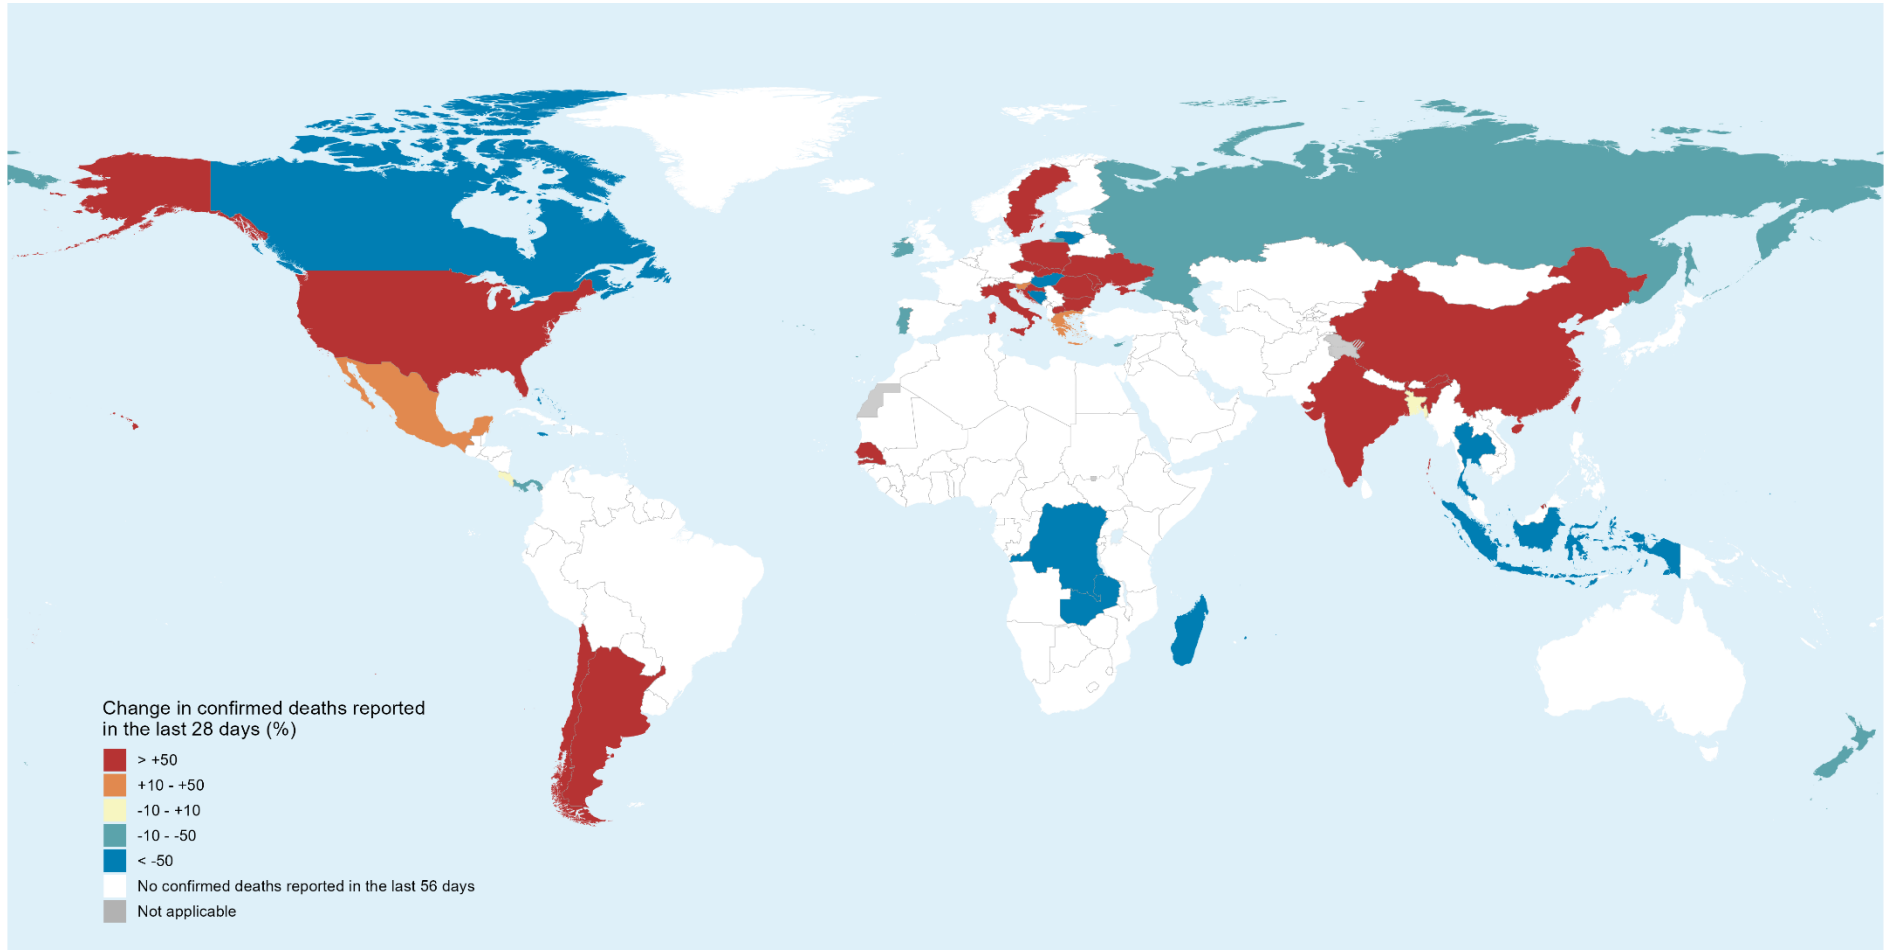 Change in confirmed deaths reported
in the last 28 days (%)
> +50
+10 - +50
-10 - +10
-10 - -50
< -50
No confirmed deaths reported in the last 56 days
Not applicable